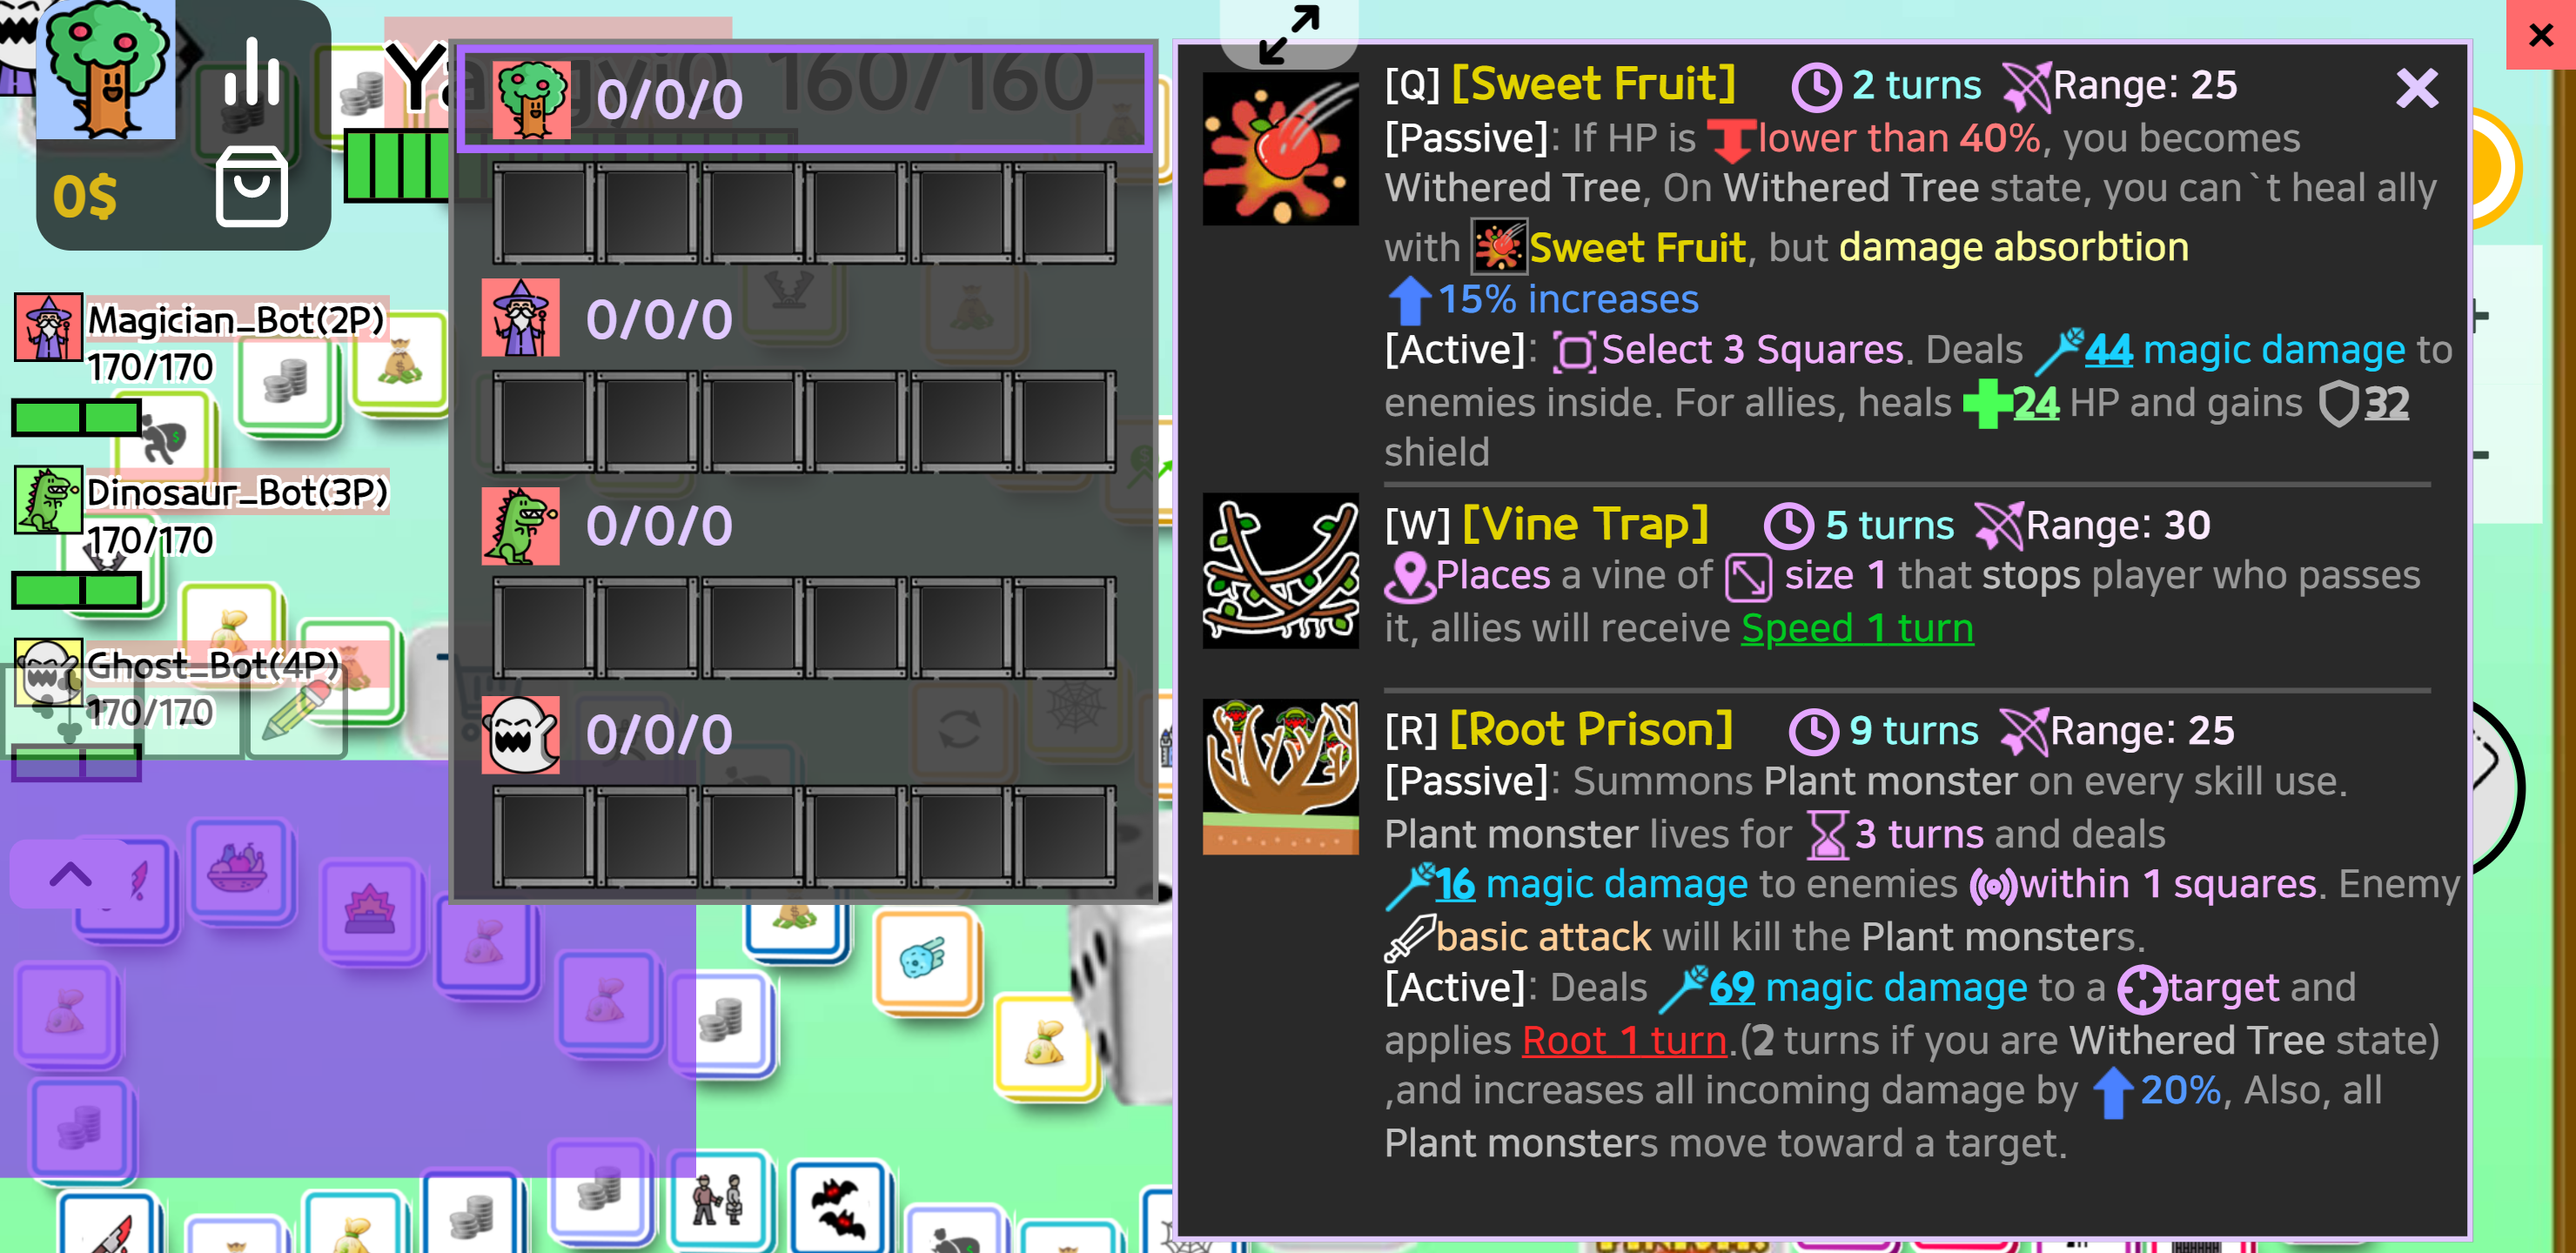 Yangyi0 160/160
0$
Magician_Bot(2P)
170/170
Dinosaur_Bot(3P)
170/170
Ghost_Bot(4P)
170/170
0/0/0
0/0/0
0/0/0
0/0/0
[Q] [Sweet Fruit] 2 turns Range: 25
[Passive]: If HP is lower than 40%, you becomes
Withered Tree, On Withered Tree state, you can`t heal ally
with Sweet Fruit, but damage absorbtion
15% increases
[Active]: Select 3 Squares. Deals 44 magic damage to
enemies inside. For allies, heals 24 HP and gains 32
shield
[W] [Vine Trap] 5 turns Range: 30
Places a vine of size 1 that stops player who passes
it, allies will receive Speed 1 turn
[R] [Root Prison] 9 turns Range: 25
[Passive]: Summons Plant monster on every skill use.
Plant monster lives for 3 turns and deals
16 magic damage to enemies within 1 squares. Enemy
basic attack will kill the Plant monsters.
[Active]: Deals 69 magic damage to a target and
applies Root 1 turn.(2 turns if you are Withered Tree state)
,and increases all incoming damage by 20%, Also, all
Plant monsters move toward a target.